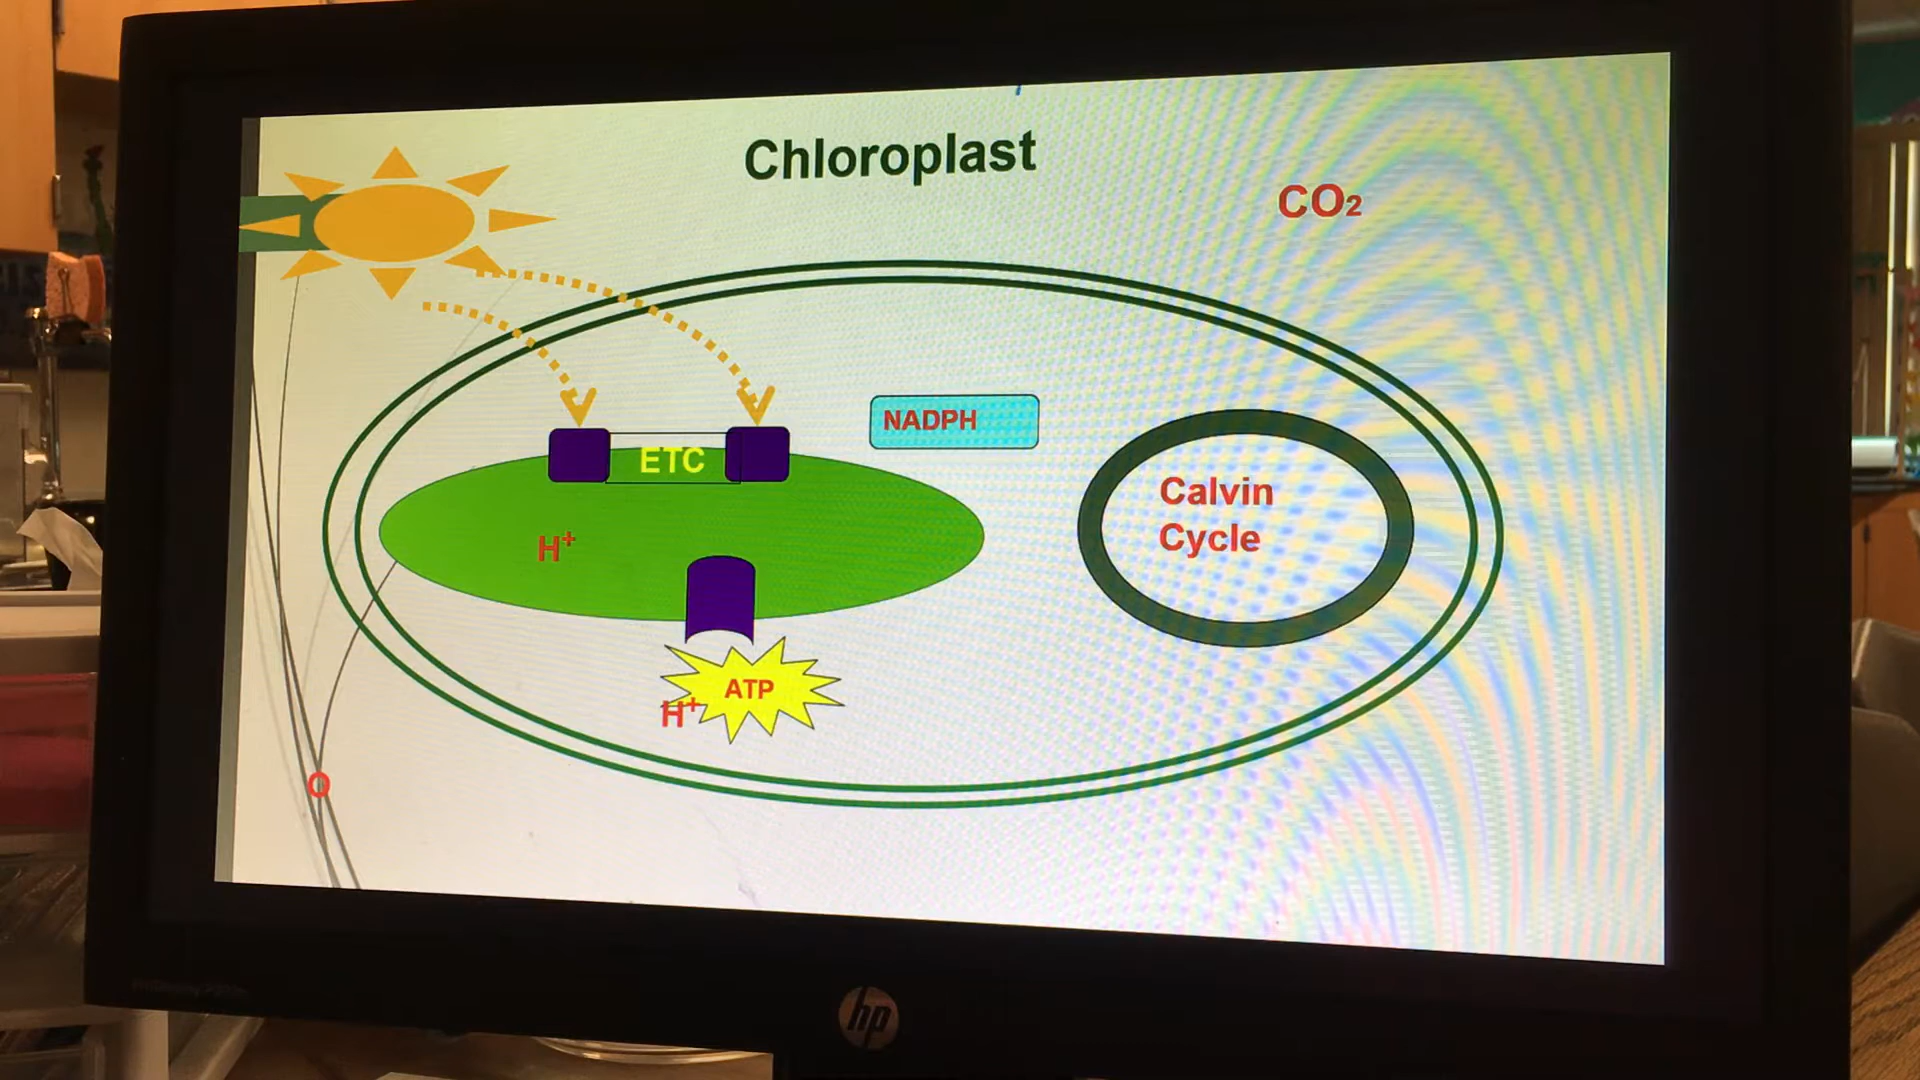 Chloroplast
CO₂
NADPH
ETC
Calvin
Cycle
H⁺
ATP
H⁺
O
hp